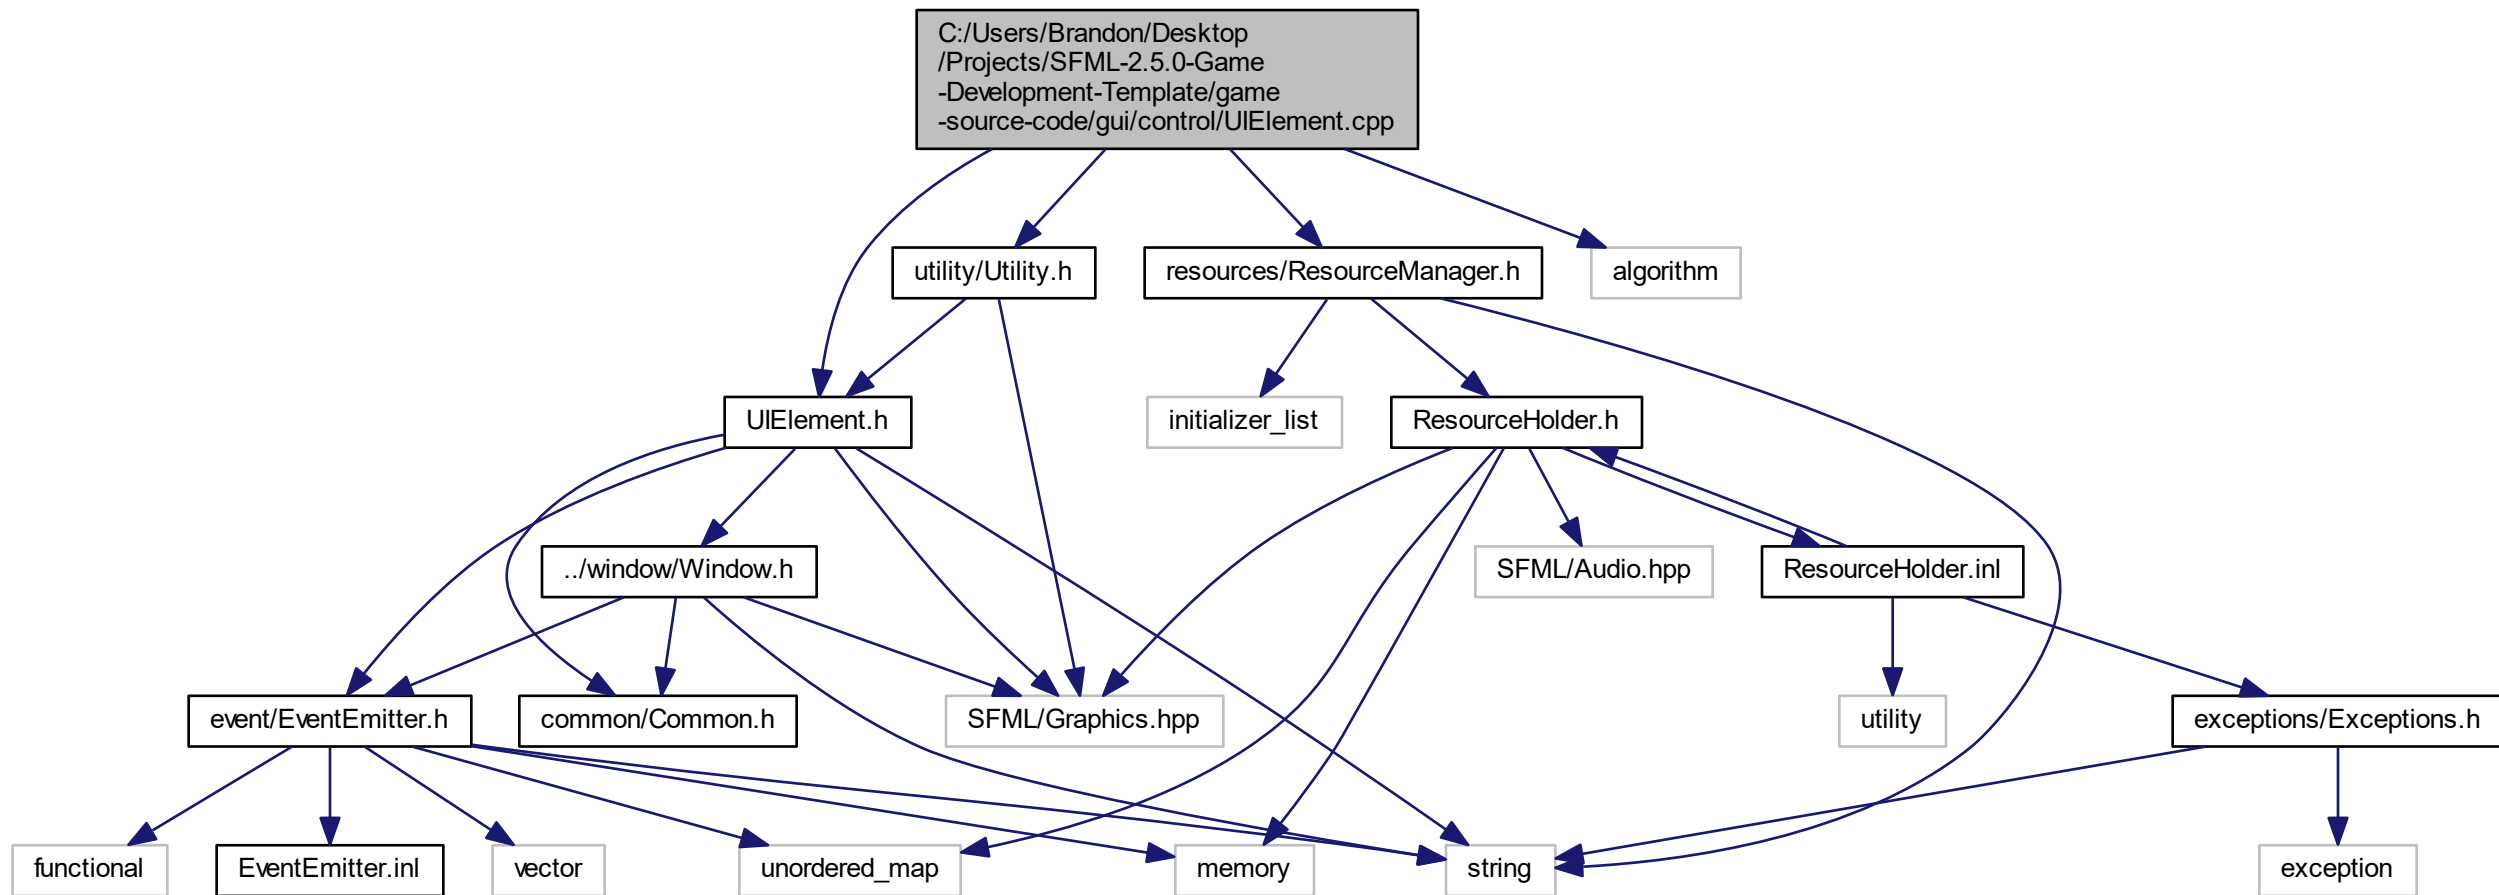 C:/Users/Brandon/Desktop
/Projects/SFML-2.5.0-Game
-Development-Template/game
-source-code/gui/control/UIElement.cpp
utility/Utility.h
resources/ResourceManager.h
algorithm
UIElement.h
initializer_list
ResourceHolder.h
../window/Window.h
SFML/Audio.hpp
ResourceHolder.inl
event/EventEmitter.h
common/Common.h
SFML/Graphics.hpp
utility
exceptions/Exceptions.h
functional
EventEmitter.inl
vector
unordered_map
memory
string
exception